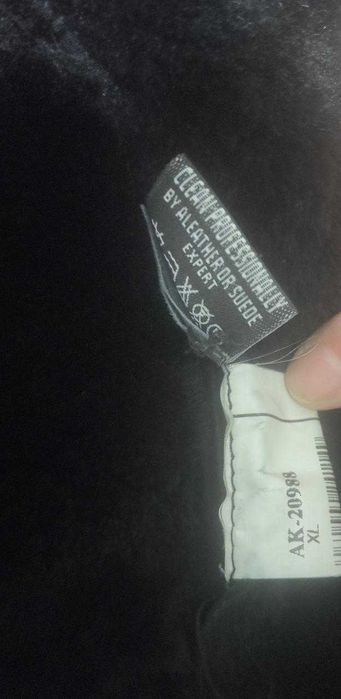 CLEAN PROFESSIONALLY
BY A LEATHER OR SUEDE
EXPERT
AK-20988
XL